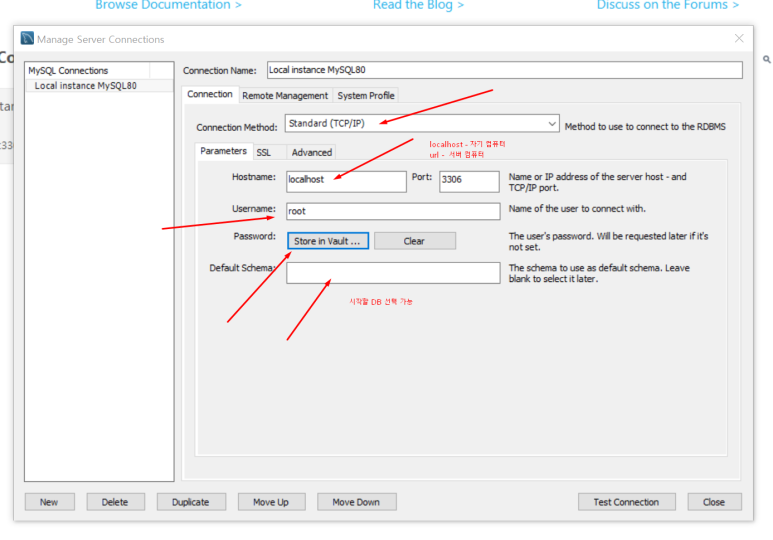 Browse Documentation >
Read the Blog >
Discuss on the Forums >
Manage Server Connections
MySQL Connections
Local instance MySQL80
Connection Name: Local instance MySQL80
Connection Remote Management System Profile
Connection Method: Standard (TCP/IP) Method to use to connect to the RDBMS
Parameters SSL Advanced
localhost - 자기 컴퓨터
url - 서버 컴퓨터
Hostname: localhost Port: 3306 Name or IP address of the server host - and
TCP/IP port.
Username: root Name of the user to connect with.
Password: Store in Vault ... Clear The user's password. Will be requested later if it's
not set.
Default Schema: The schema to use as default schema. Leave
blank to select it later.
시작할 DB 선택 가능
New Delete Duplicate Move Up Move Down Test Connection Close